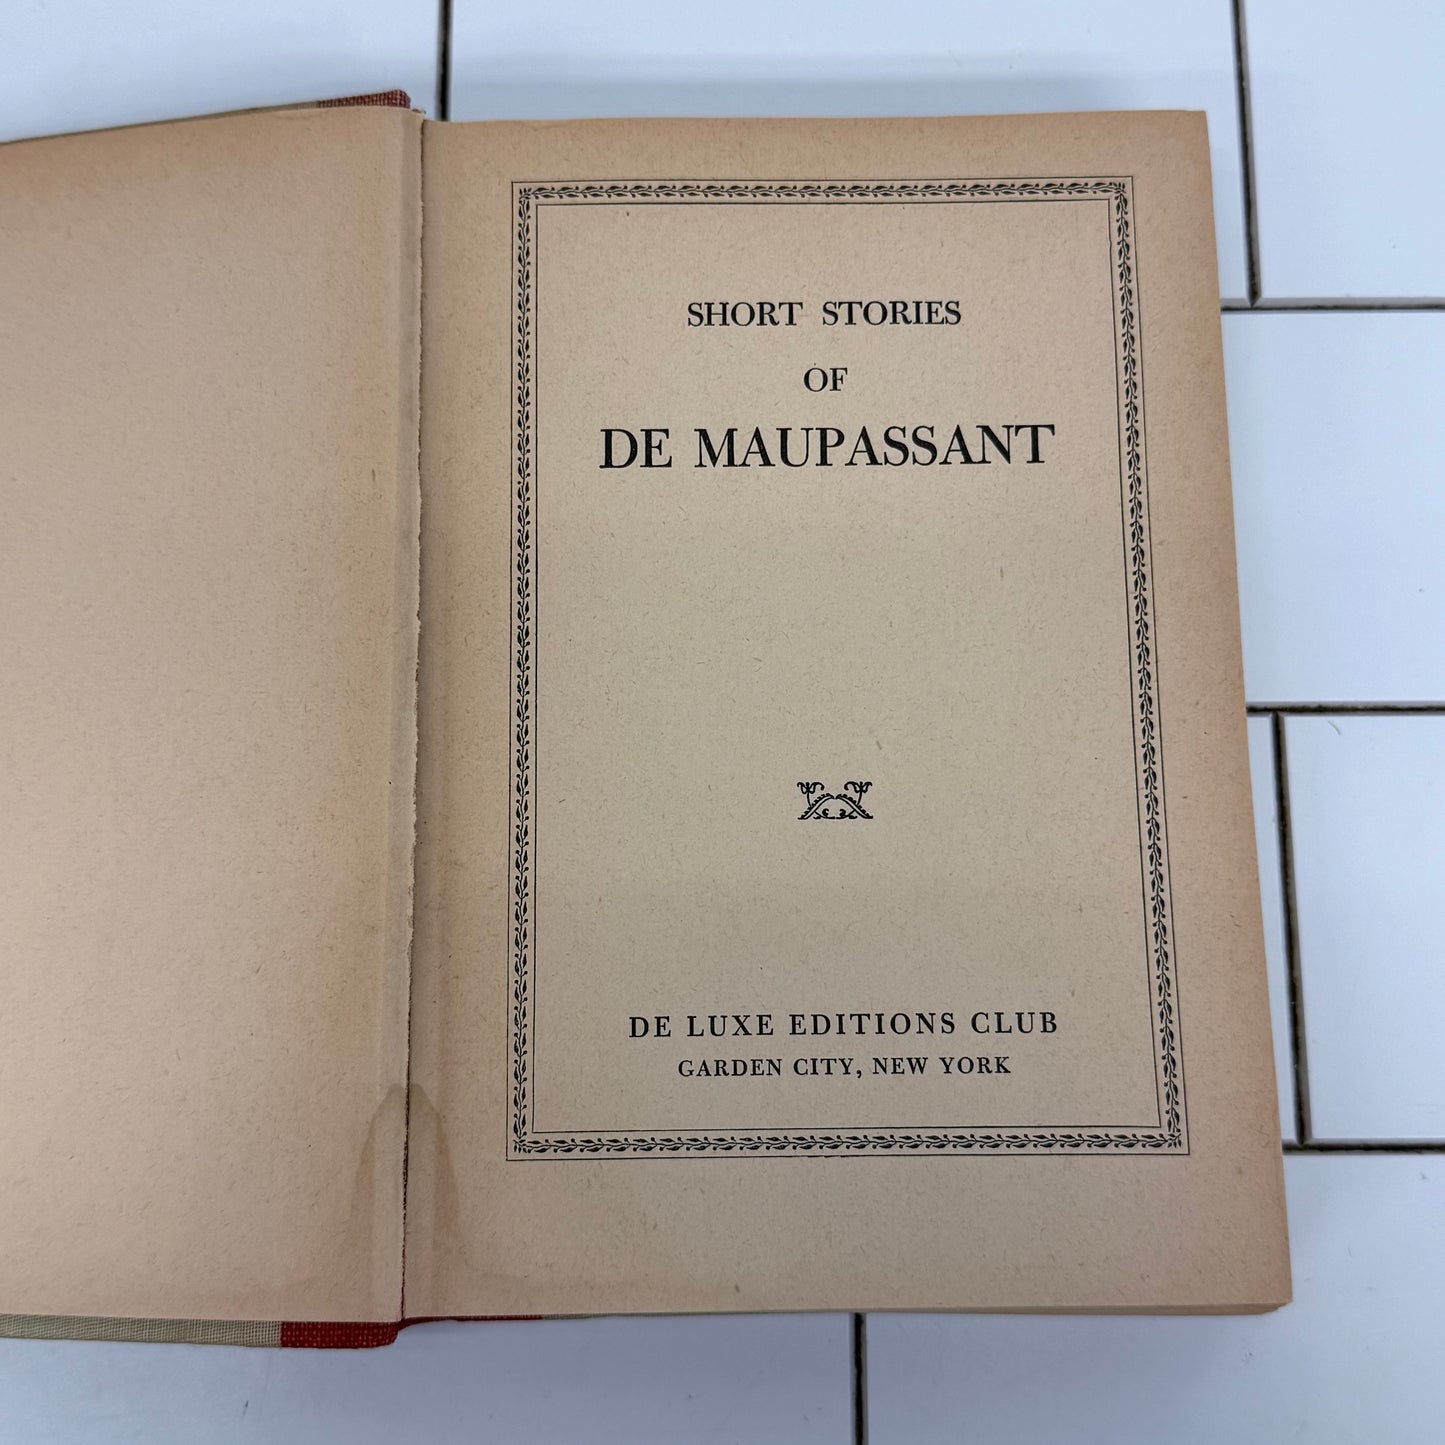 SHORT STORIES
OF
DE MAUPASSANT
DE LUXE EDITIONS CLUB
GARDEN CITY, NEW YORK